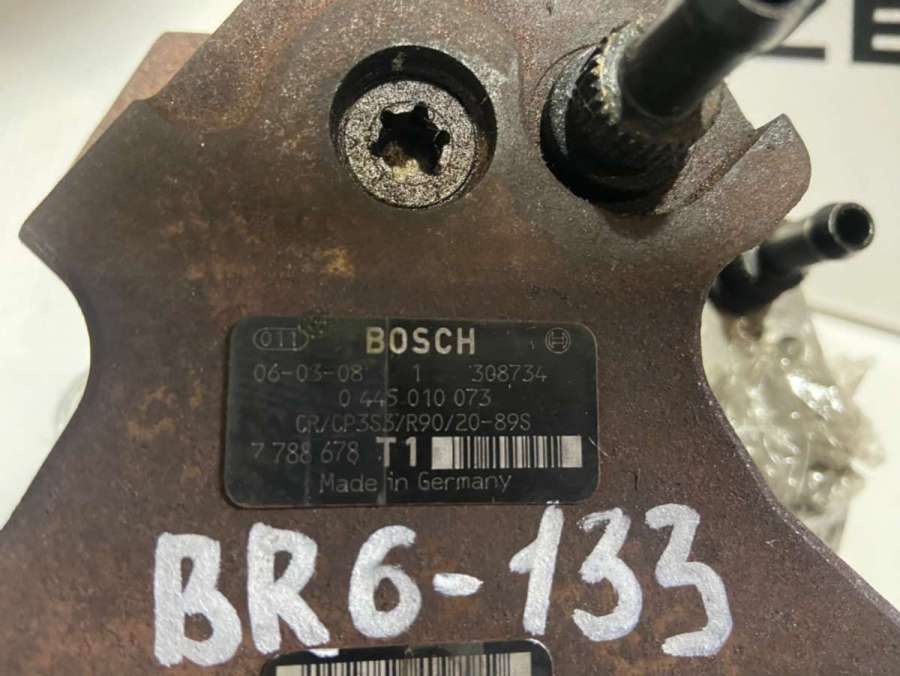 011 BOSCH
06-03-08 1 308734
0 445 010 073
CR/CP3S3/R90/20-89S
7 788 678 T1
Made in Germany
BR6-133